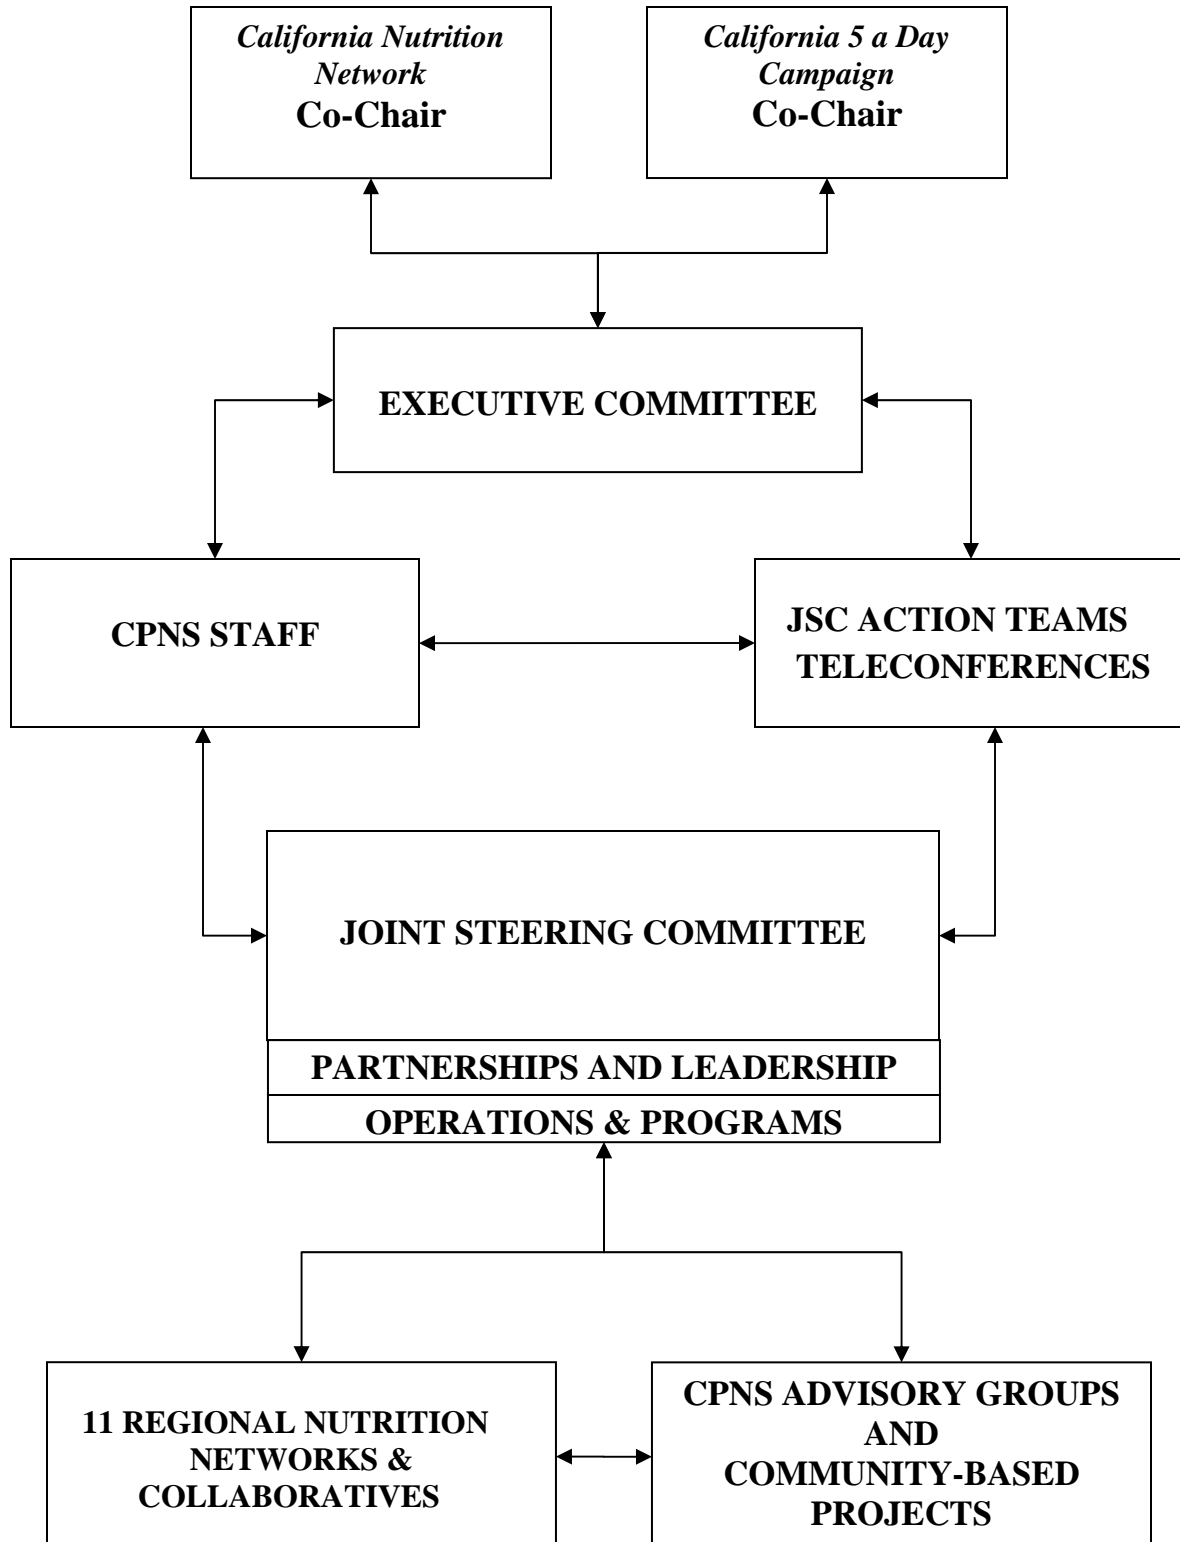 California Nutrition
Network
Co-Chair
California 5 a Day
Campaign
Co-Chair
EXECUTIVE COMMITTEE
CPNS STAFF
JSC ACTION TEAMS
TELECONFERENCES
JOINT STEERING COMMITTEE
PARTNERSHIPS AND LEADERSHIP
OPERATIONS & PROGRAMS
11 REGIONAL NUTRITION
NETWORKS &
COLLABORATIVES
CPNS ADVISORY GROUPS
AND
COMMUNITY-BASED
PROJECTS